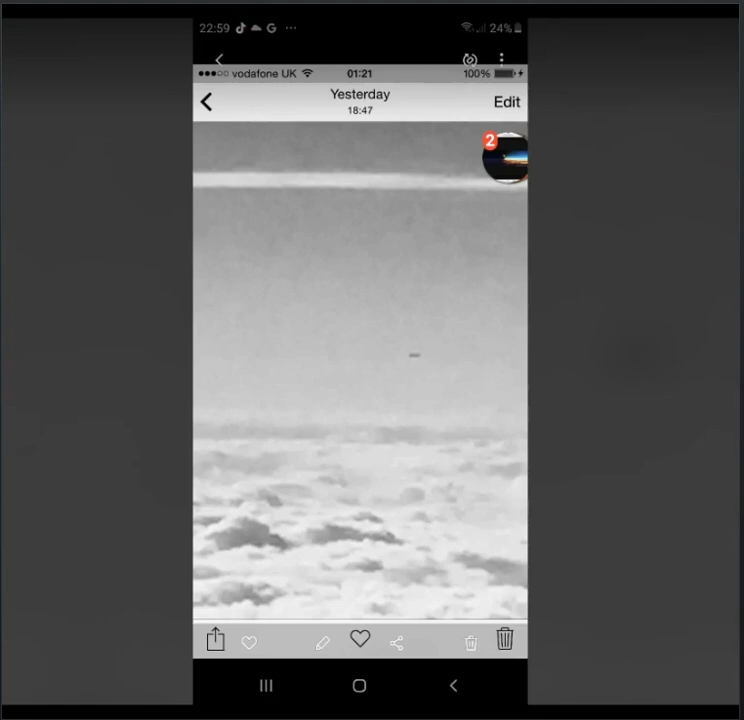 22:59 G ... 24%
vodafone UK 01:21 100%
Yesterday
18:47
Edit
2